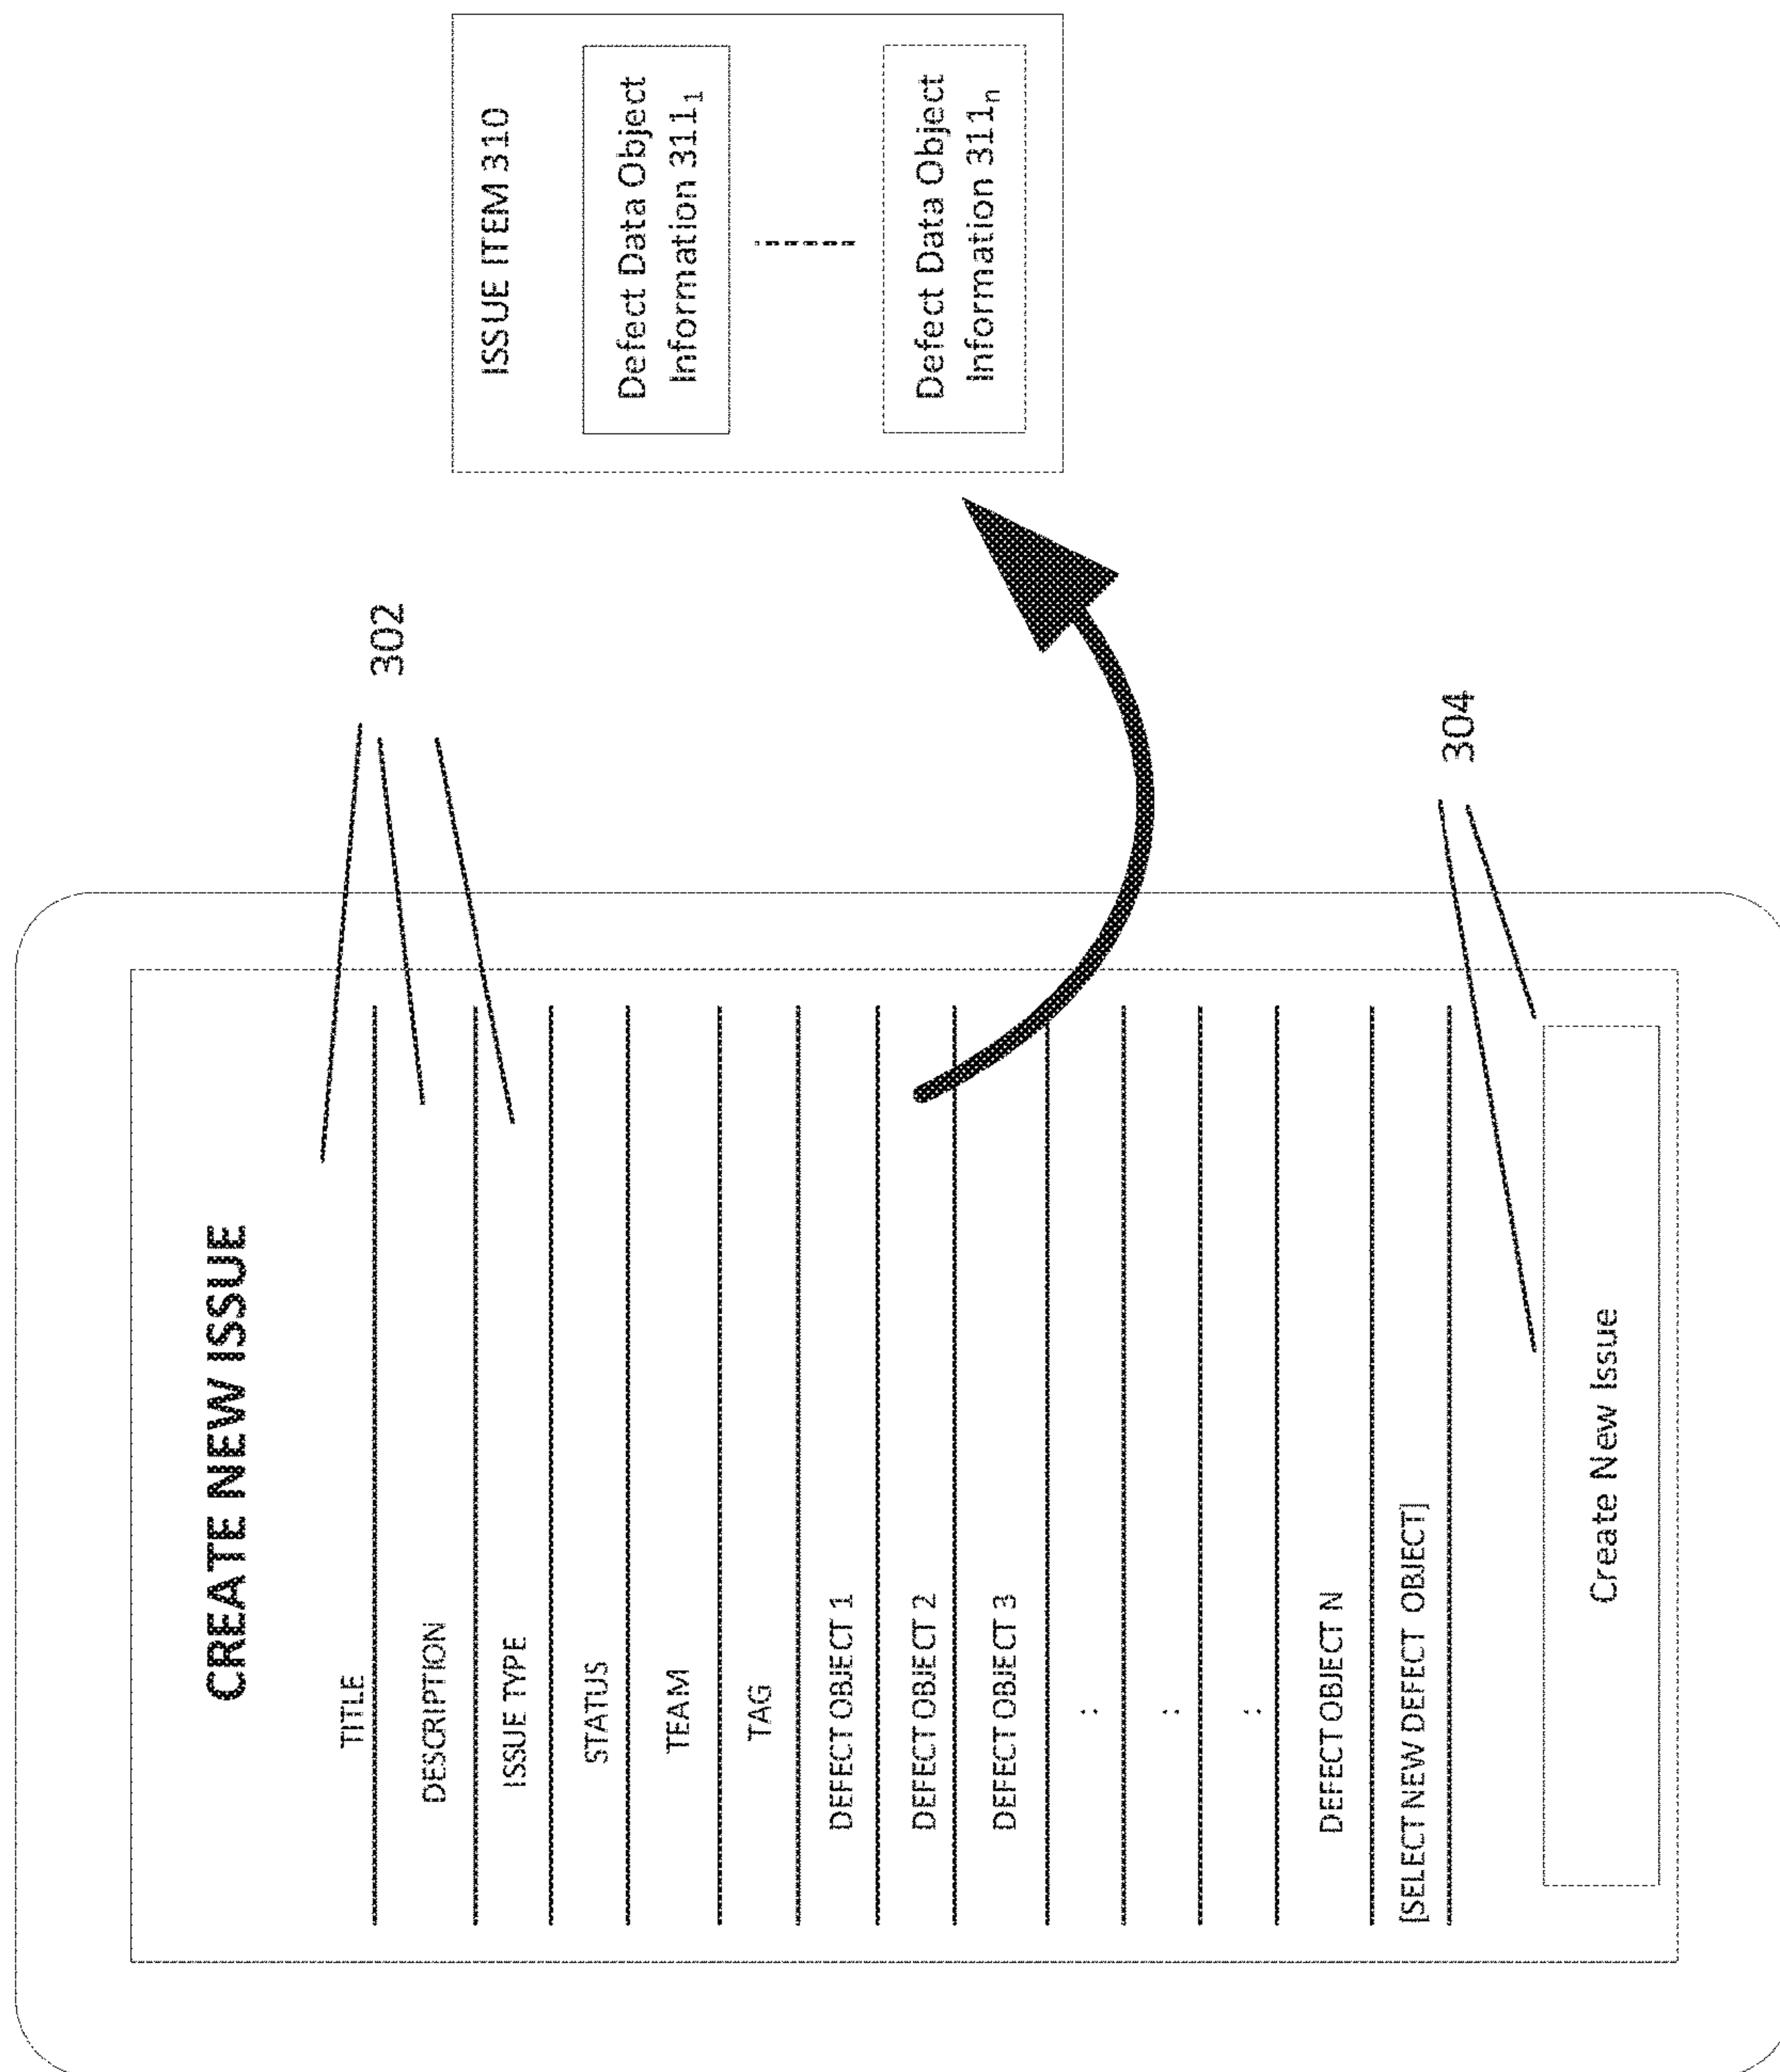 CREATE NEW ISSUE
TITLE
DESCRIPTION
ISSUE TYPE
STATUS
TEAM
TAG
DEFECT OBJECT 1
DEFECT OBJECT 2
DEFECT OBJECT 3
:
:
:
DEFECT OBJECT N
[SELECT NEW DEFECT OBJECT]
Create New Issue
302
304
ISSUE ITEM 310
Defect Data Object
Information 311₁
Defect Data Object
Information 311ₙ